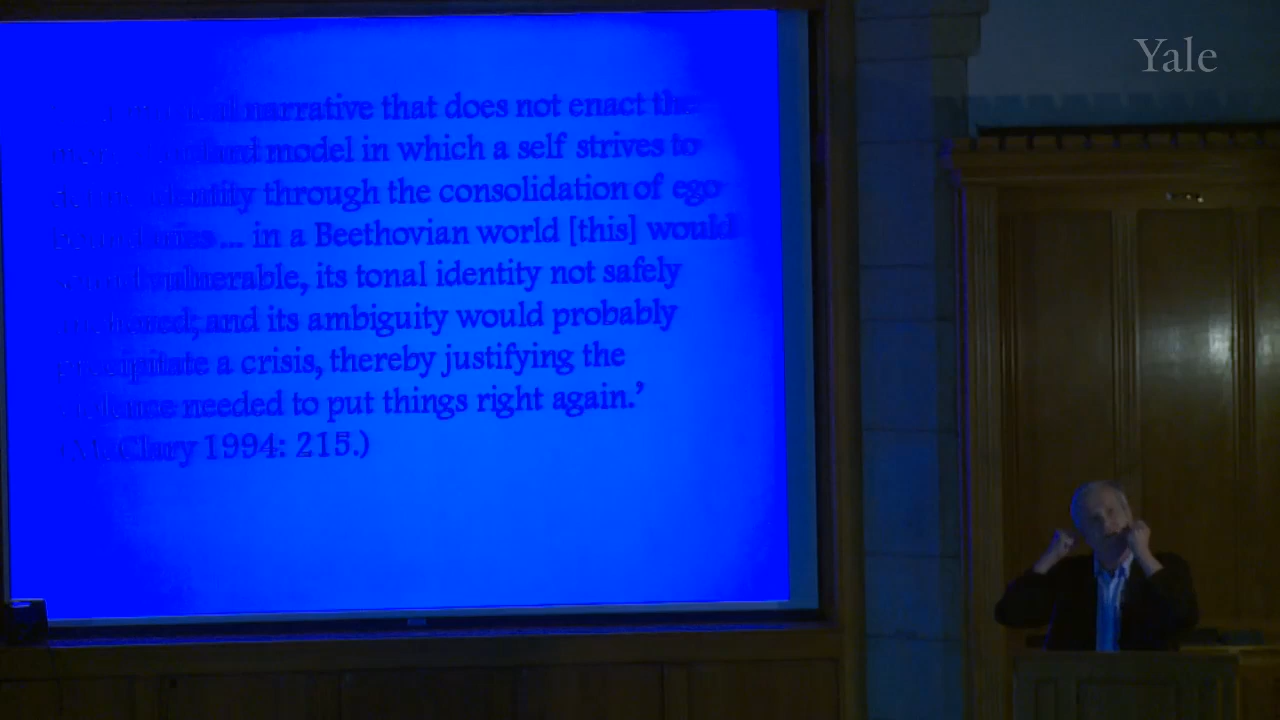 Yale
narrative that does not enact the
model in which a self strives to
identity through the consolidation of ego
... in a Beethovian world [this] would
vulnerable, its tonal identity not safely
and its ambiguity would probably
precipitate a crisis, thereby justifying the
needed to put things right again.’
(McClary 1994: 215.)